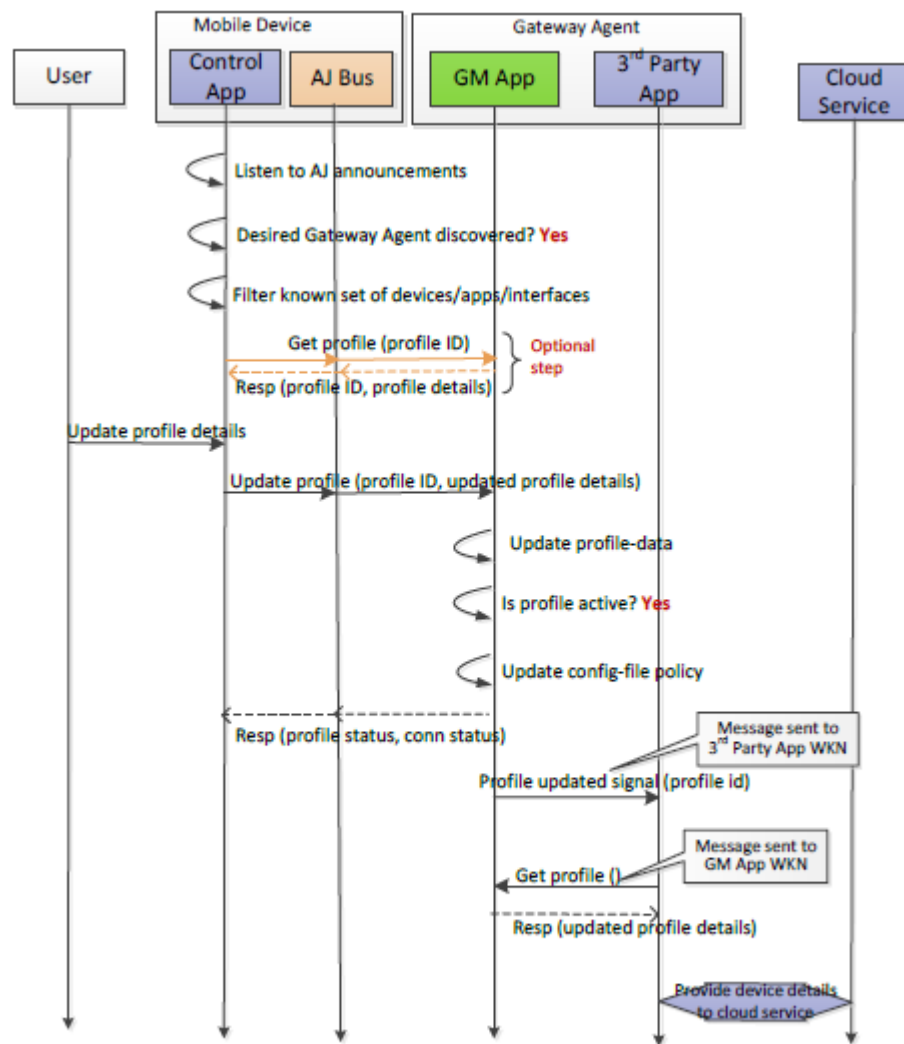 Mobile Device
Gateway Agent
User
Control
App
AJ Bus
GM App
3rd Party
App
Cloud
Service
Listen to AJ announcements
Desired Gateway Agent discovered? Yes
Filter known set of devices/apps/interfaces
Get profile (profile ID)
Optional
step
Resp (profile ID, profile details)
Update profile details
Update profile (profile ID, updated profile details)
Update profile-data
Is profile active? Yes
Update config-file policy
Resp (profile status, conn status)
Message sent to
3rd Party App WKN
Profile updated signal (profile id)
Message sent to
GM App WKN
Get profile ()
Resp (updated profile details)
Provide device details
to cloud service